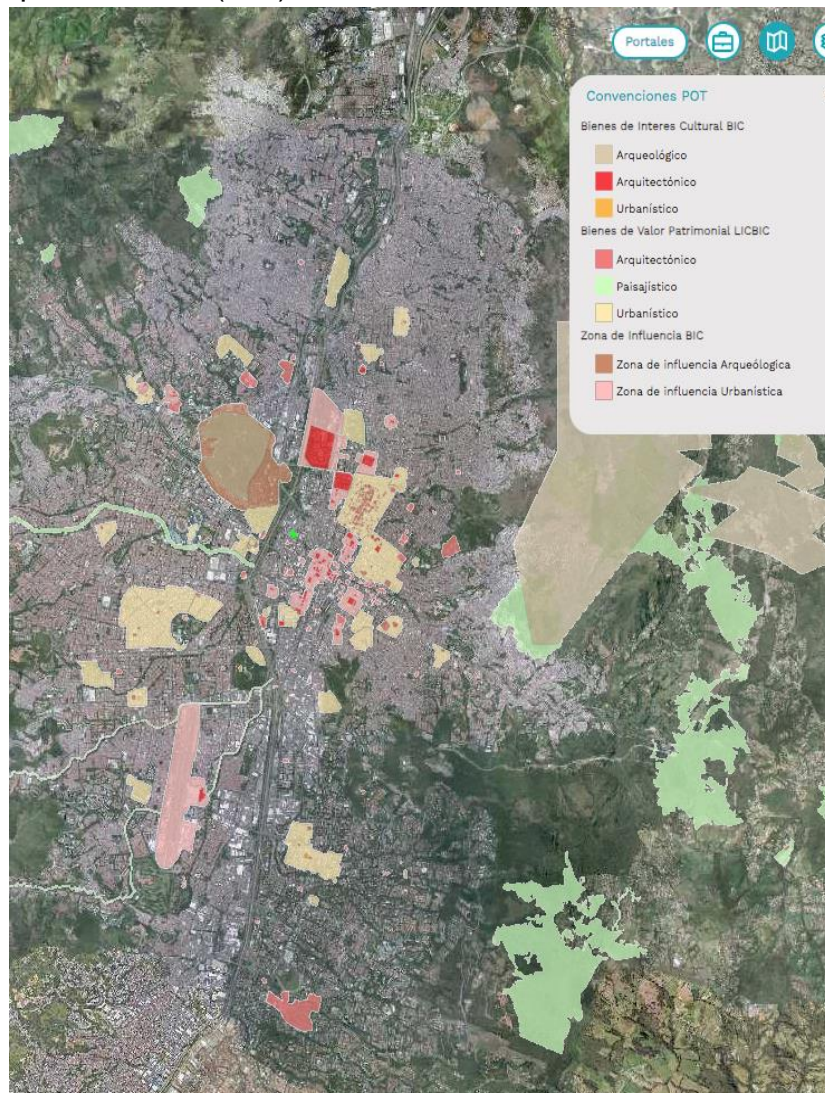 Portales
Convenciones POT
Bienes de Interes Cultural BIC
Arqueológico
Arquitectónico
Urbanístico
Bienes de Valor Patrimonial LICBIC
Arquitectónico
Paisajístico
Urbanístico
Zona de Influencia BIC
Zona de influencia Arqueólogica
Zona de influencia Urbanística